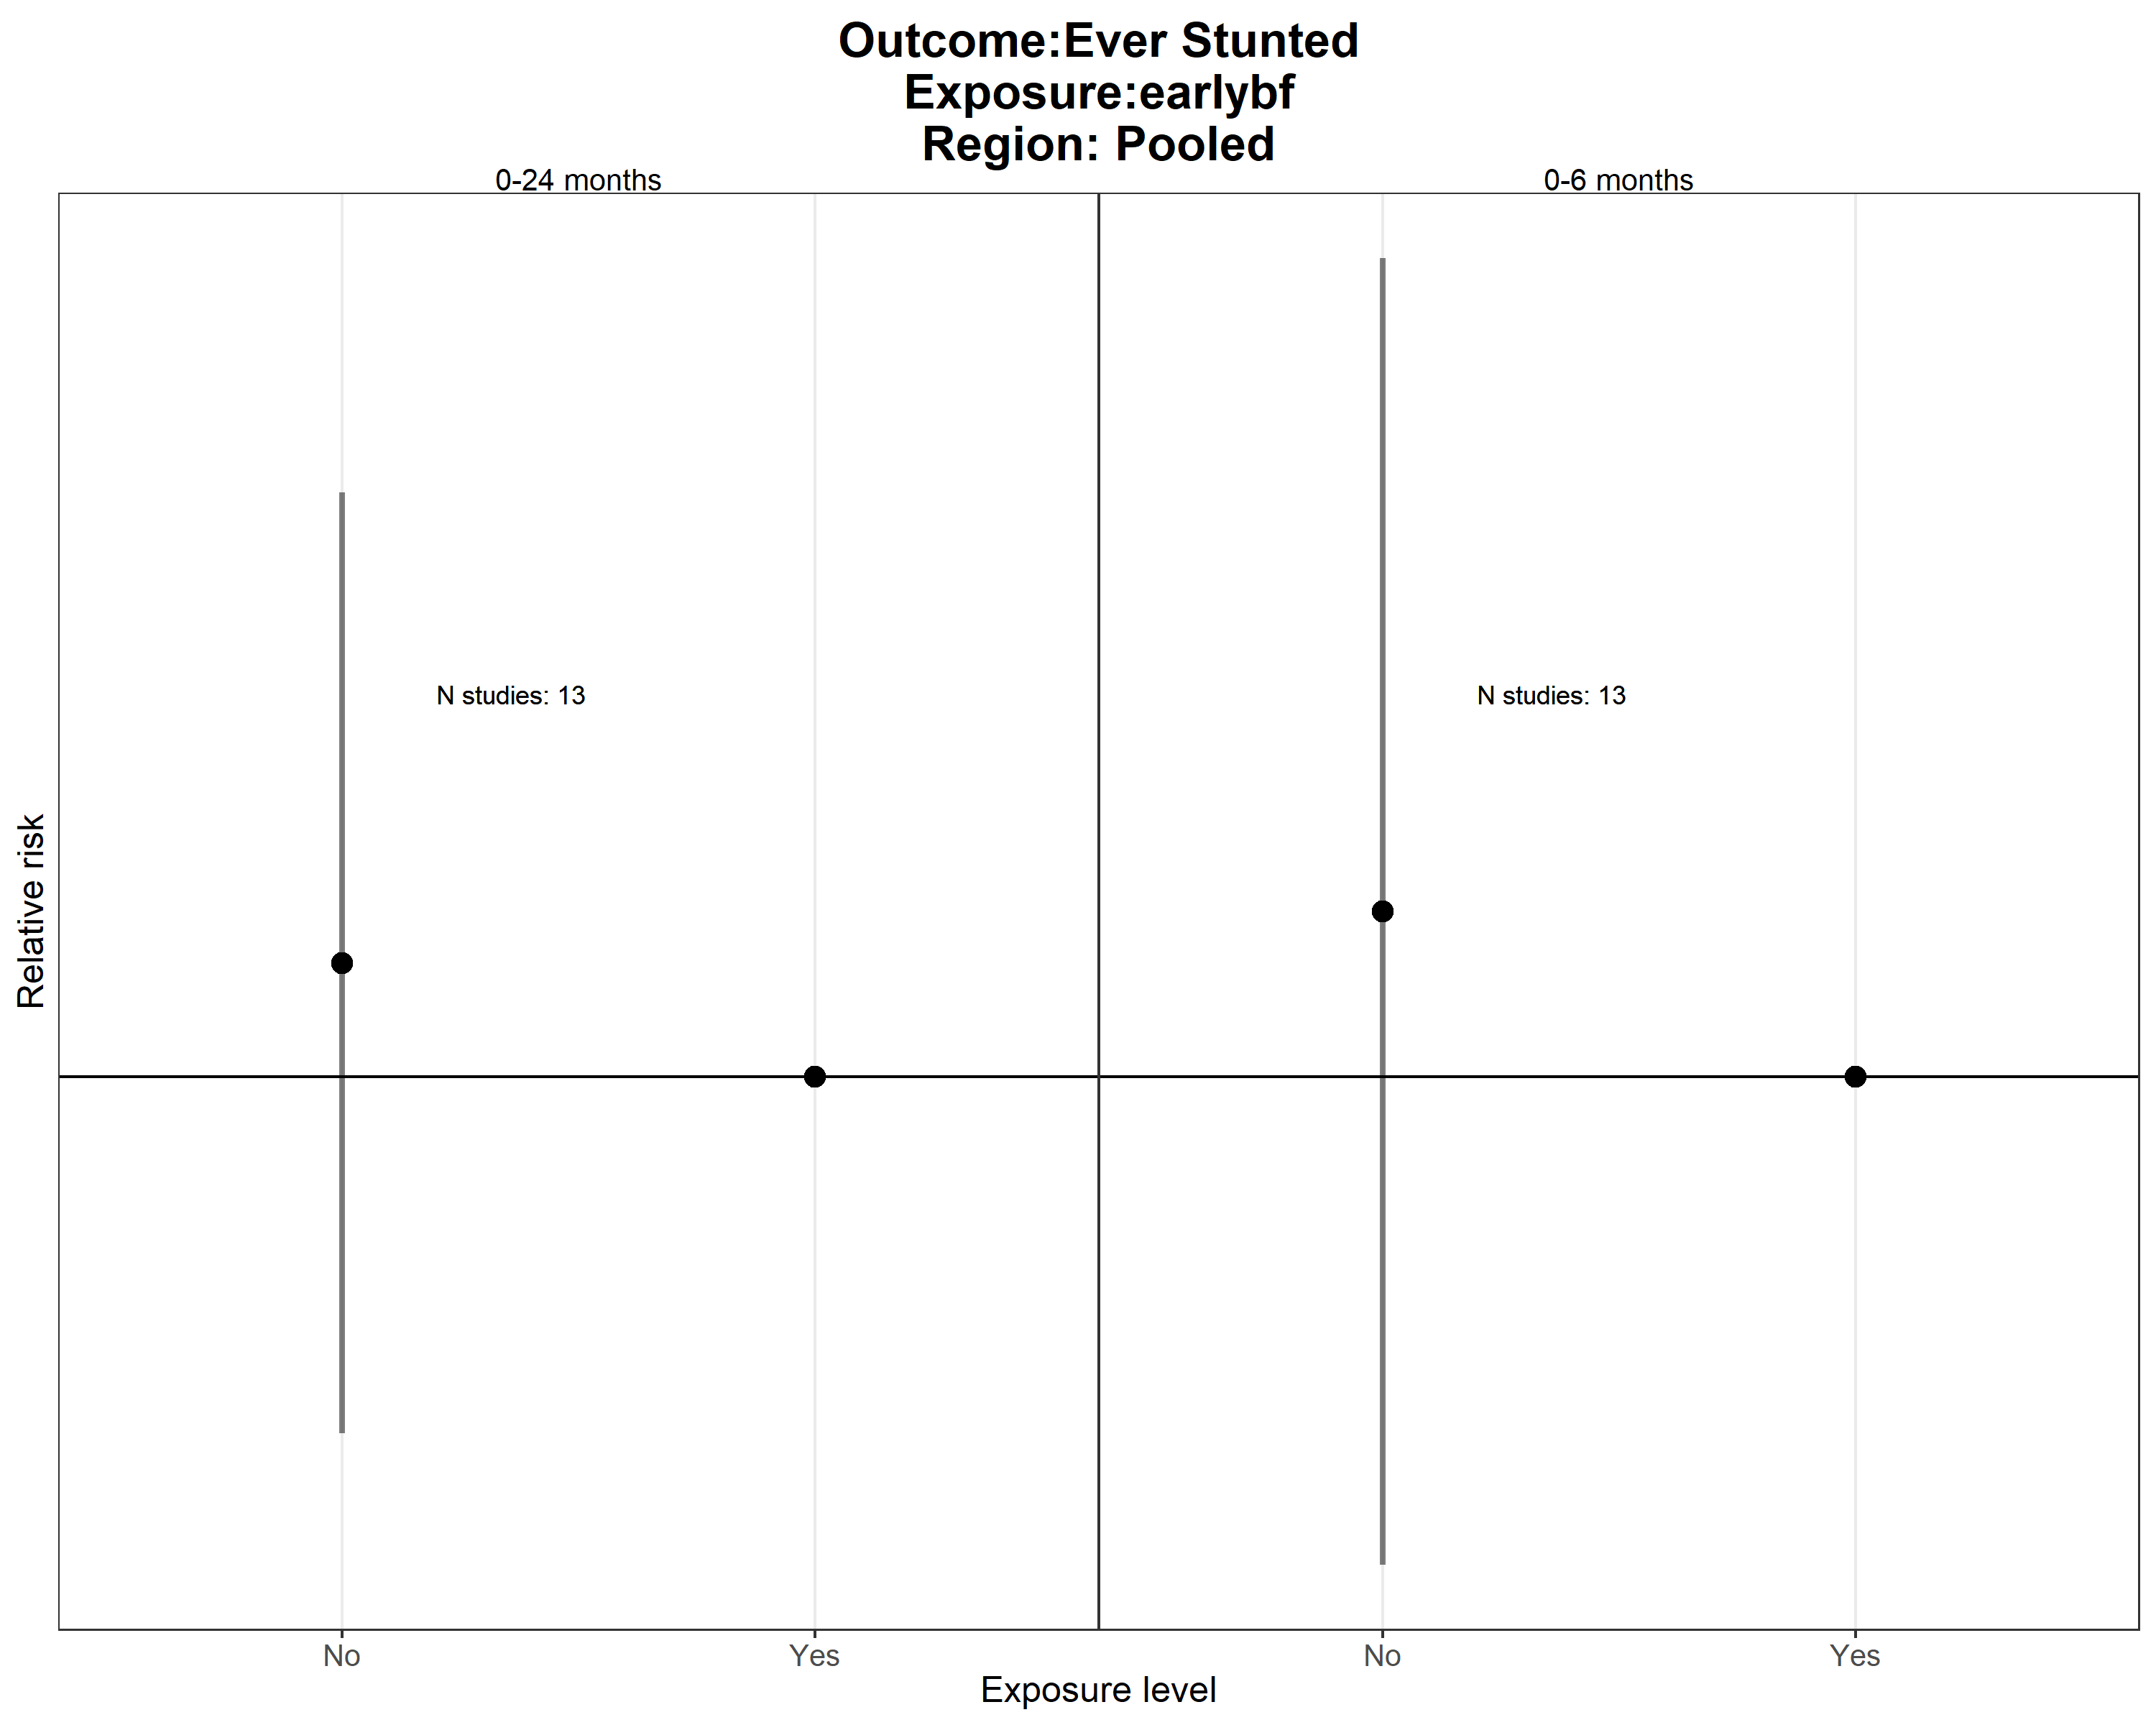 Outcome:Ever Stunted
Exposure:earlybf
Region: Pooled
0-24 months
0-6 months
N studies: 13
N studies: 13
Relative risk
No
Yes
No
Yes
Exposure level